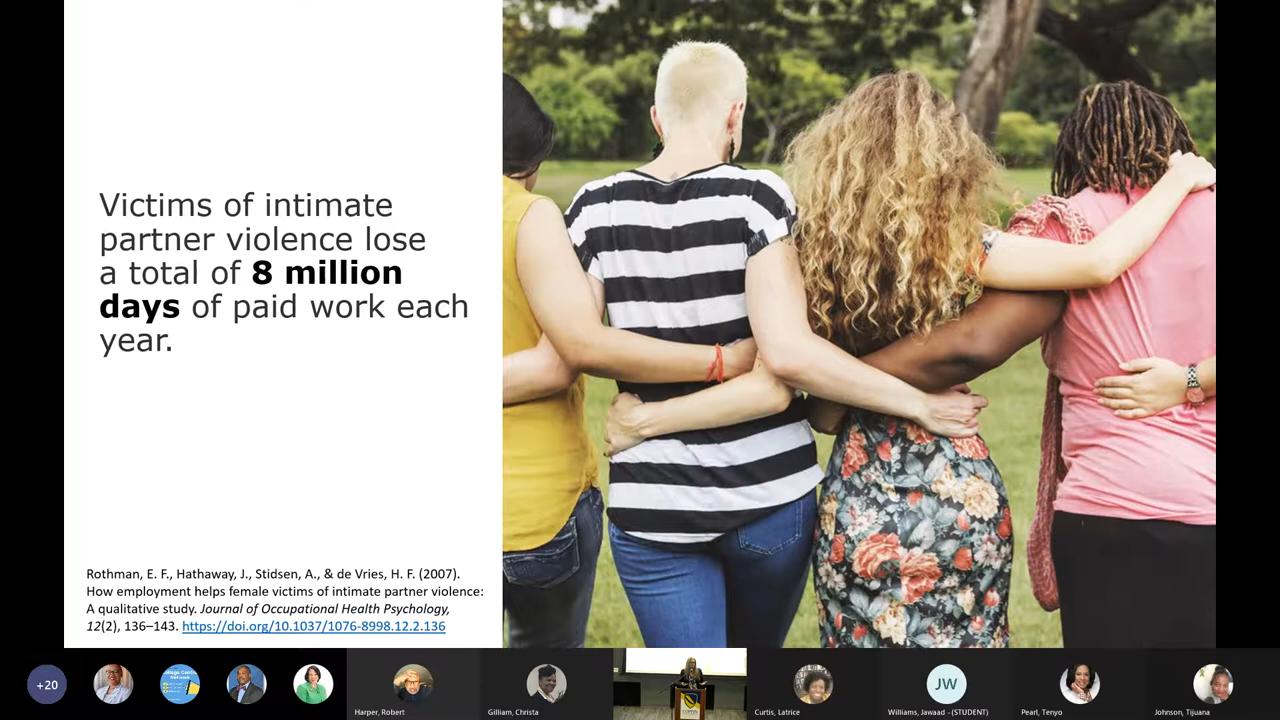 Victims of intimate
partner violence lose
a total of 8 million
days of paid work each
year.
Rothman, E. F., Hathaway, J., Stidsen, A., & de Vries, H. F. (2007).
How employment helps female victims of intimate partner violence:
A qualitative study. Journal of Occupational Health Psychology,
12(2), 136–143. https://doi.org/10.1037/1076-8998.12.2.136
+20
Harper, Robert
Gilliam, Christa
COPPIN
Curtis, Latrice
JW
Williams, Jawaad - (STUDENT)
Pearl, Tenyo
Johnson, Tijuana